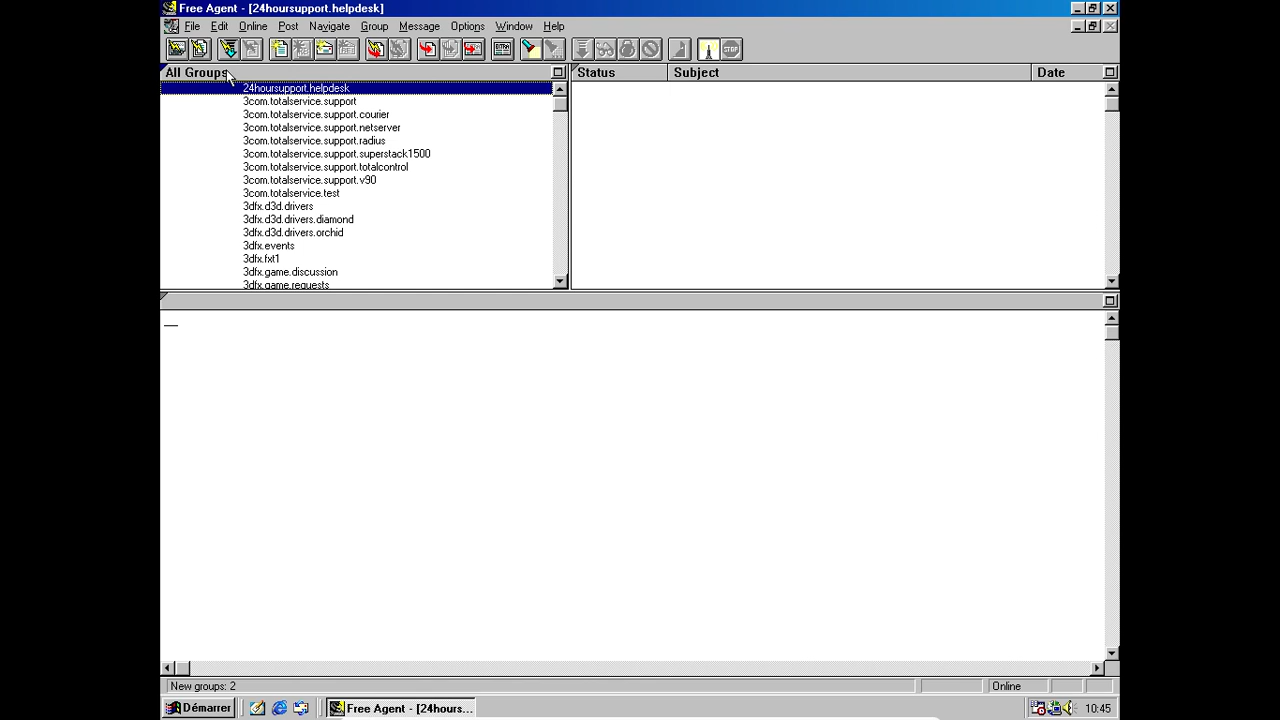 Free Agent - [24hoursupport.helpdesk]
File Edit Online Post Navigate Group Message Options Window Help
All Groups Status Subject Date
24hoursupport.helpdesk
3com.totalservice.support
3com.totalservice.support.courier
3com.totalservice.support.netserver
3com.totalservice.support.radius
3com.totalservice.support.superstack1500
3com.totalservice.support.totalcontrol
3com.totalservice.support.v90
3com.totalservice.test
3dfx.d3d.drivers
3dfx.d3d.drivers.diamond
3dfx.d3d.drivers.orchid
3dfx.events
3dfx.fxt1
3dfx.game.discussion
3dfx.game.requests
New groups: 2 Online
Démarrer Free Agent - [24hours... 10:45